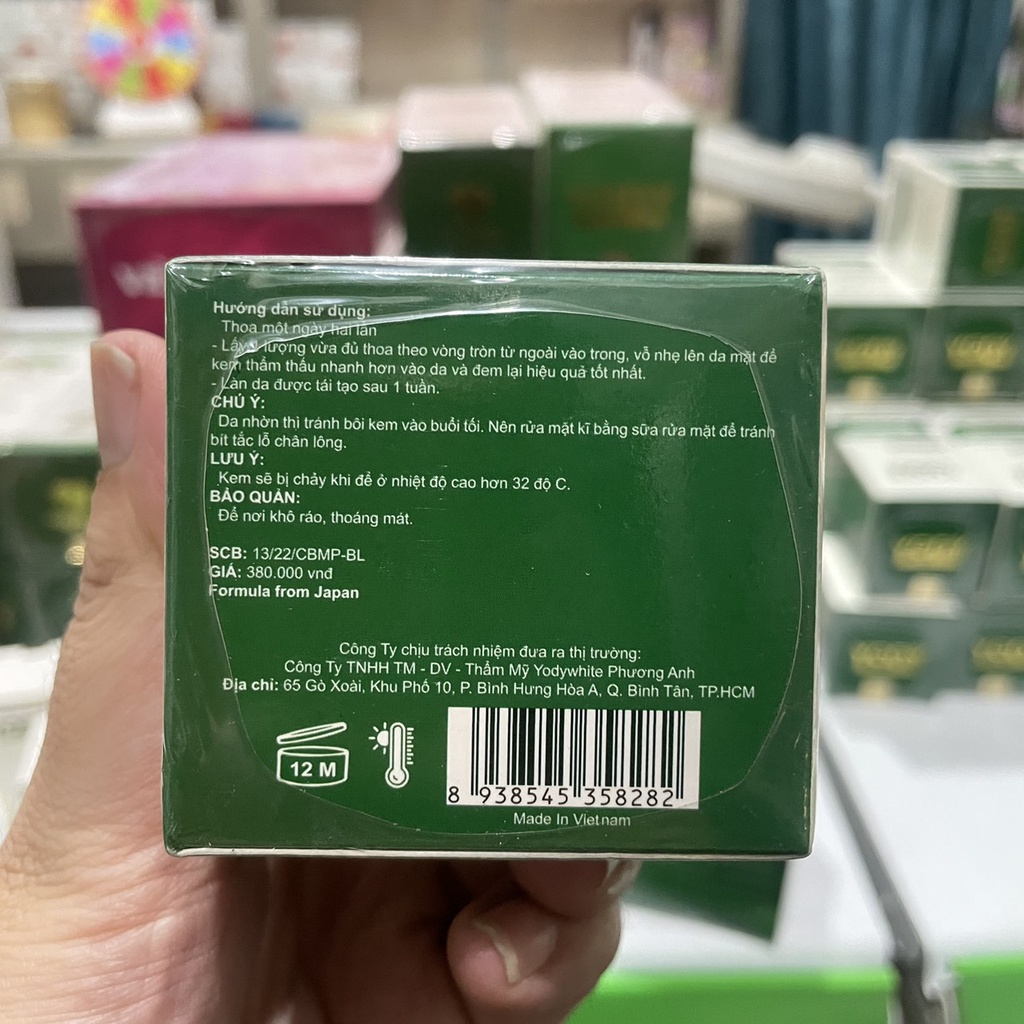 Hướng dẫn sử dụng:
Thoa một ngày hai lần
- Lấy 1 lượng vừa đủ thoa theo vòng tròn từ ngoài vào trong, vỗ nhẹ lên da mặt để
kem thẩm thấu nhanh hơn vào da và đem lại hiệu quả tốt nhất.
- Làn da được tái tạo sau 1 tuần.
CHÚ Ý:
Da nhờn thì tránh bôi kem vào buổi tối. Nên rửa mặt kĩ bằng sữa rửa mặt để tránh
bít tắc lỗ chân lông.
LƯU Ý:
Kem sẽ bị chảy khi để ở nhiệt độ cao hơn 32 độ C.
BẢO QUẢN:
Để nơi khô ráo, thoáng mát.
SCB: 13/22/CBMP-BL
GIÁ: 380.000 vnđ
Formula from Japan
Công Ty chịu trách nhiệm đưa ra thị trường:
Công Ty TNHH TM - DV - Thẩm Mỹ Yodywhite Phương Anh
Địa chỉ: 65 Gò Xoài, Khu Phố 10, P. Bình Hưng Hòa A, Q. Bình Tân, TP.HCM
12 M
8 938545 358282
Made In Vietnam